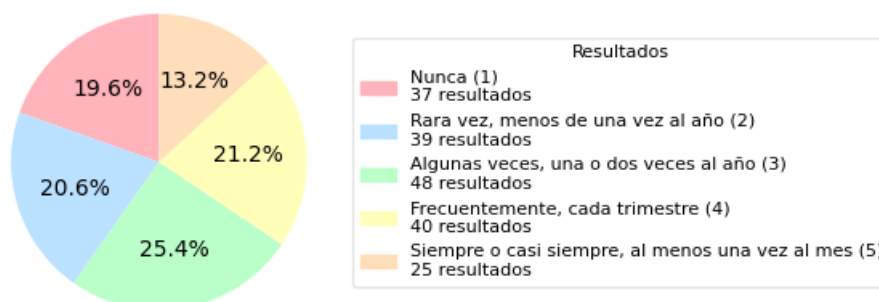 19.6%
13.2%
21.2%
20.6%
25.4%
Resultados
Nunca (1)
37 resultados
Rara vez, menos de una vez al año (2)
39 resultados
Algunas veces, una o dos veces al año (3)
48 resultados
Frecuentemente, cada trimestre (4)
40 resultados
Siempre o casi siempre, al menos una vez al mes (5)
25 resultados